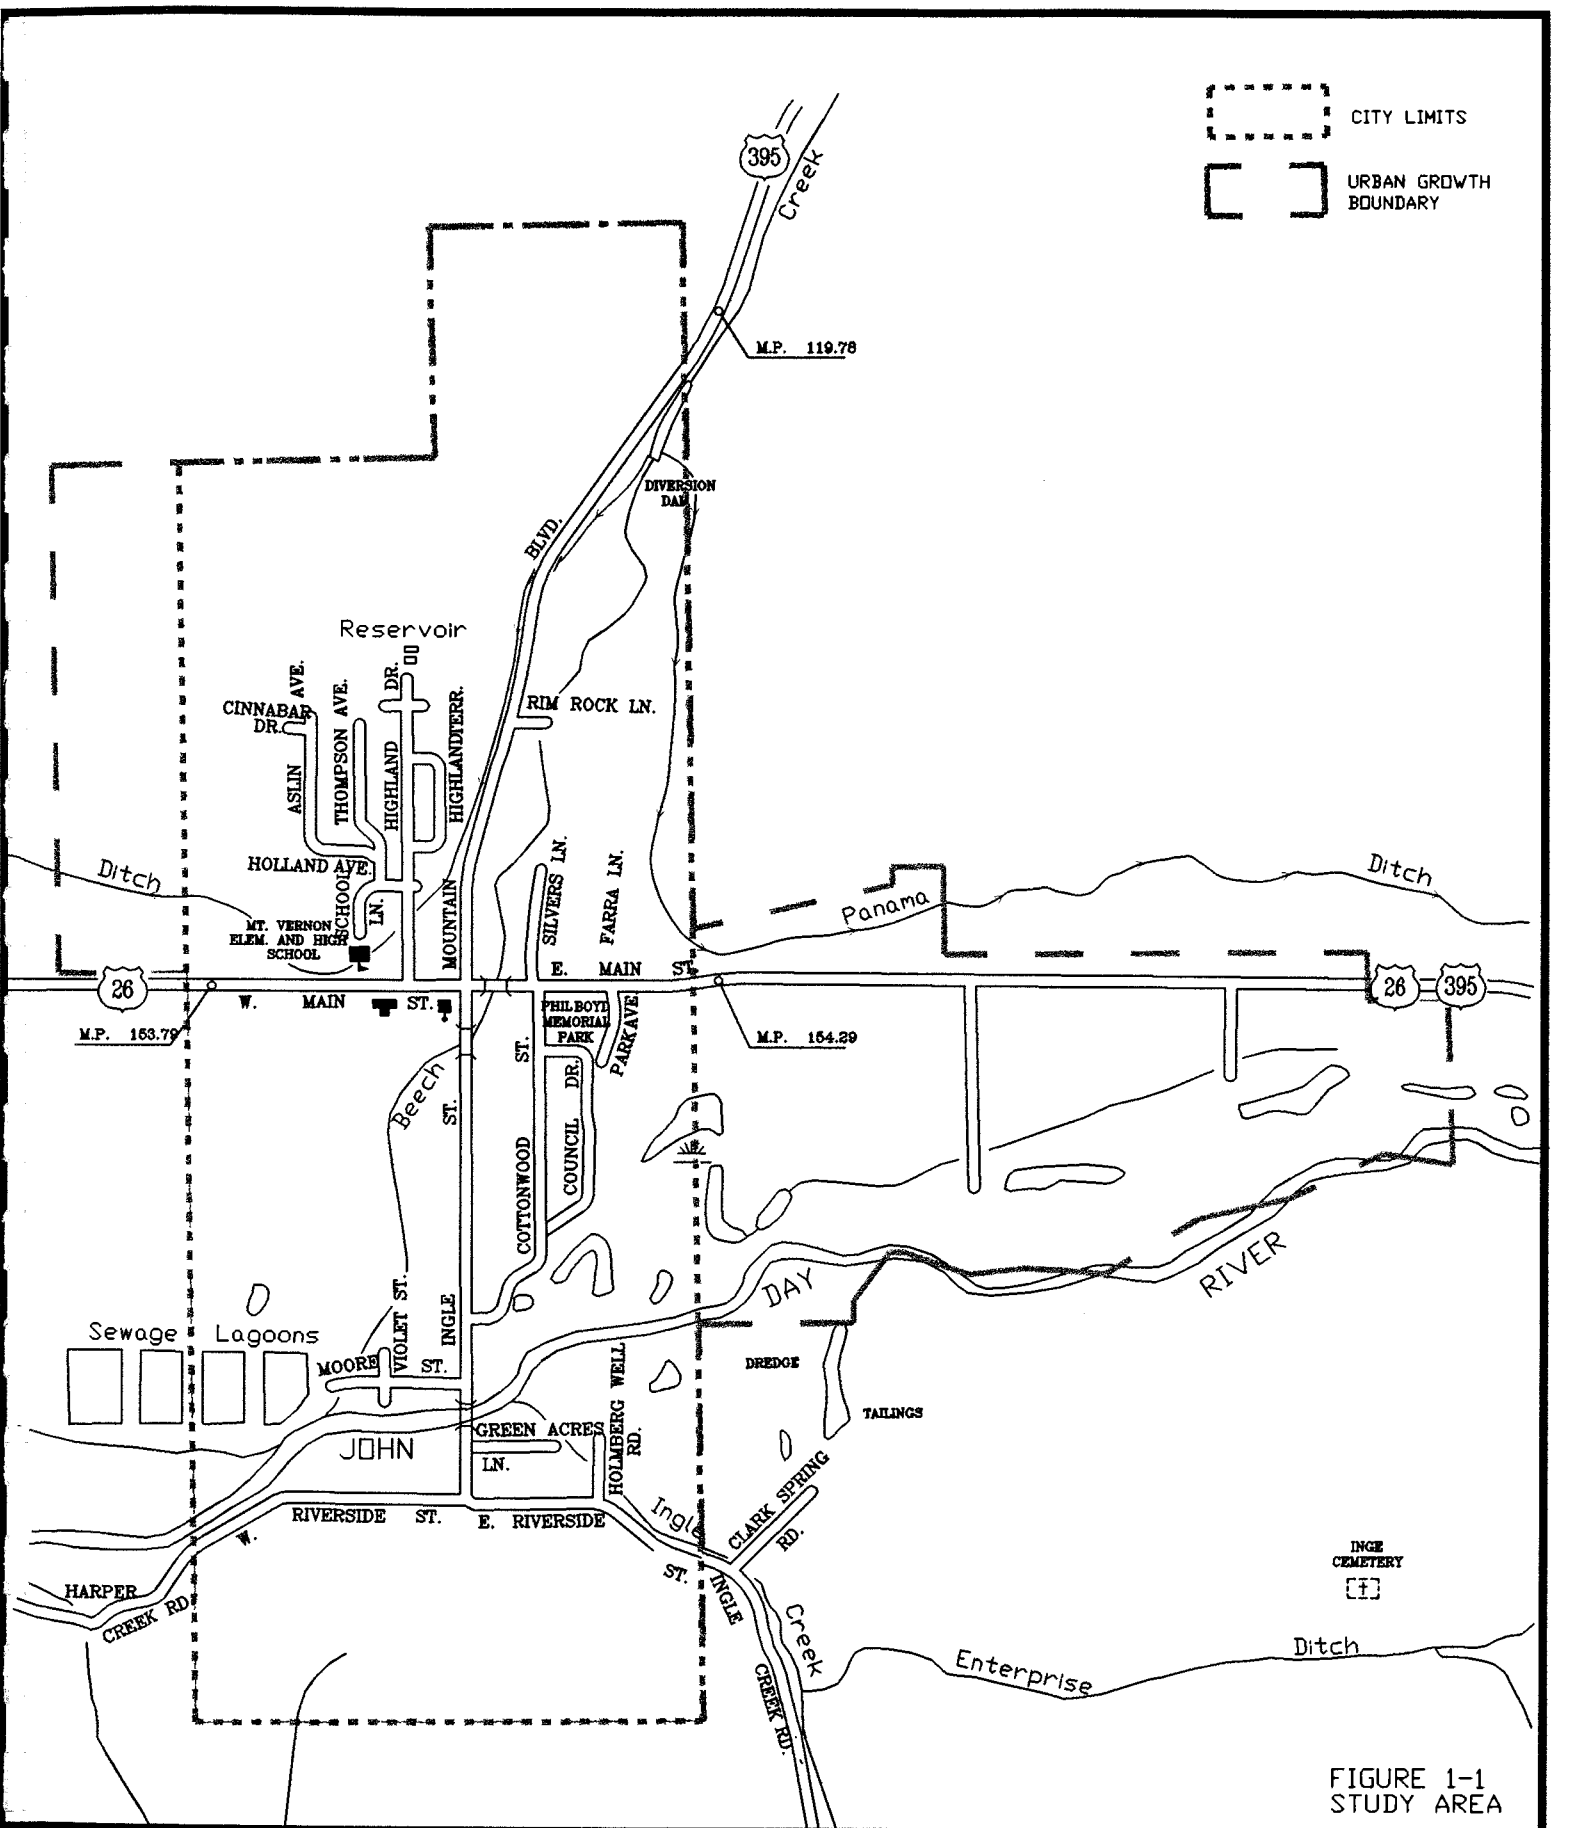 CITY LIMITS
URBAN GROWTH
BOUNDARY
395
Creek
M.P. 119.78
DIVERSION
DAM
BLVD.
Reservoir
RIM ROCK LN.
CINNABAR
DR.
ASLIN AVE.
THOMPSON AVE.
HIGHLAND DR.
HIGHLAND TERR.
HOLLAND AVE.
SCHOOL
LN.
MT. VERNON
ELEM. AND HIGH
SCHOOL
MOUNTAIN
SILVERS LN.
FARRA LN.
Ditch
Panama
Ditch
26
W. MAIN ST.
E. MAIN ST.
26
395
M.P. 153.79
M.P. 154.29
PHIL BOYD
MEMORIAL
PARK
PARK AVE.
Beech
ST.
ST.
COTTONWOOD
COUNCIL DR.
INGLE
VIOLET ST.
MOORE ST.
Sewage Lagoons
JOHN
DAY
RIVER
GREEN ACRES
LN.
HOLMBERG WELL
RD.
DREDGE
TAILINGS
CLARK SPRING
RD.
W.
RIVERSIDE ST.
E. RIVERSIDE
ST.
Ingle
INGLE
CREEK RD.
Creek
HARPER
CREEK RD.
INGE
CEMETERY
Enterprise
Ditch
FIGURE 1-1
STUDY AREA